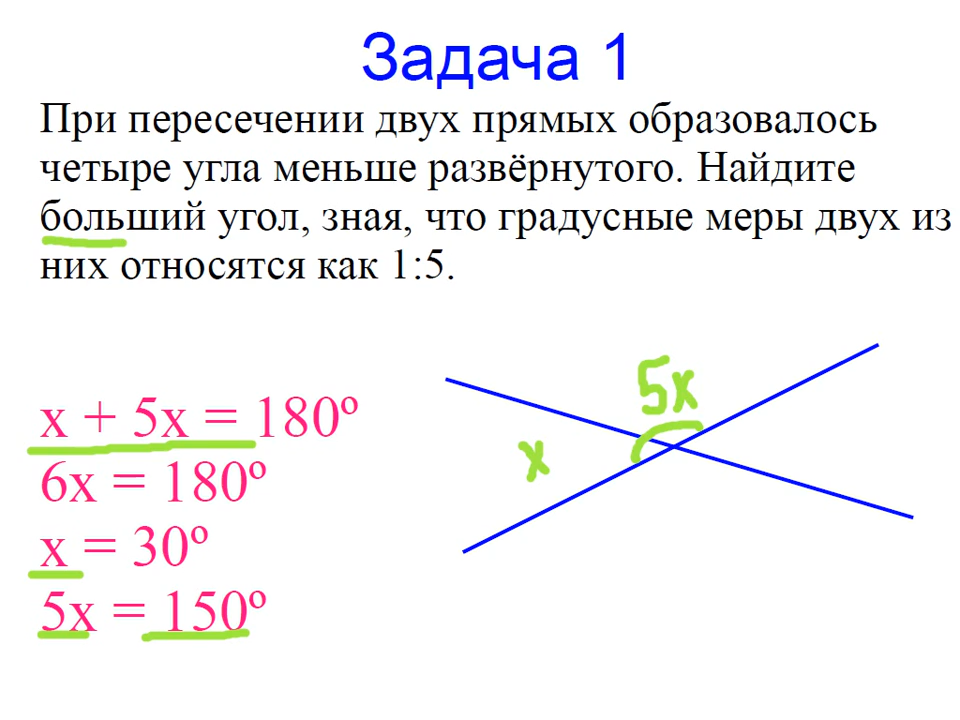 Задача 1
При пересечении двух прямых образовалось
четыре угла меньше развёрнутого. Найдите
больший угол, зная, что градусные меры двух из
них относятся как 1:5.
5x
x
x + 5x = 180º
6x = 180º
x = 30º
5x = 150º